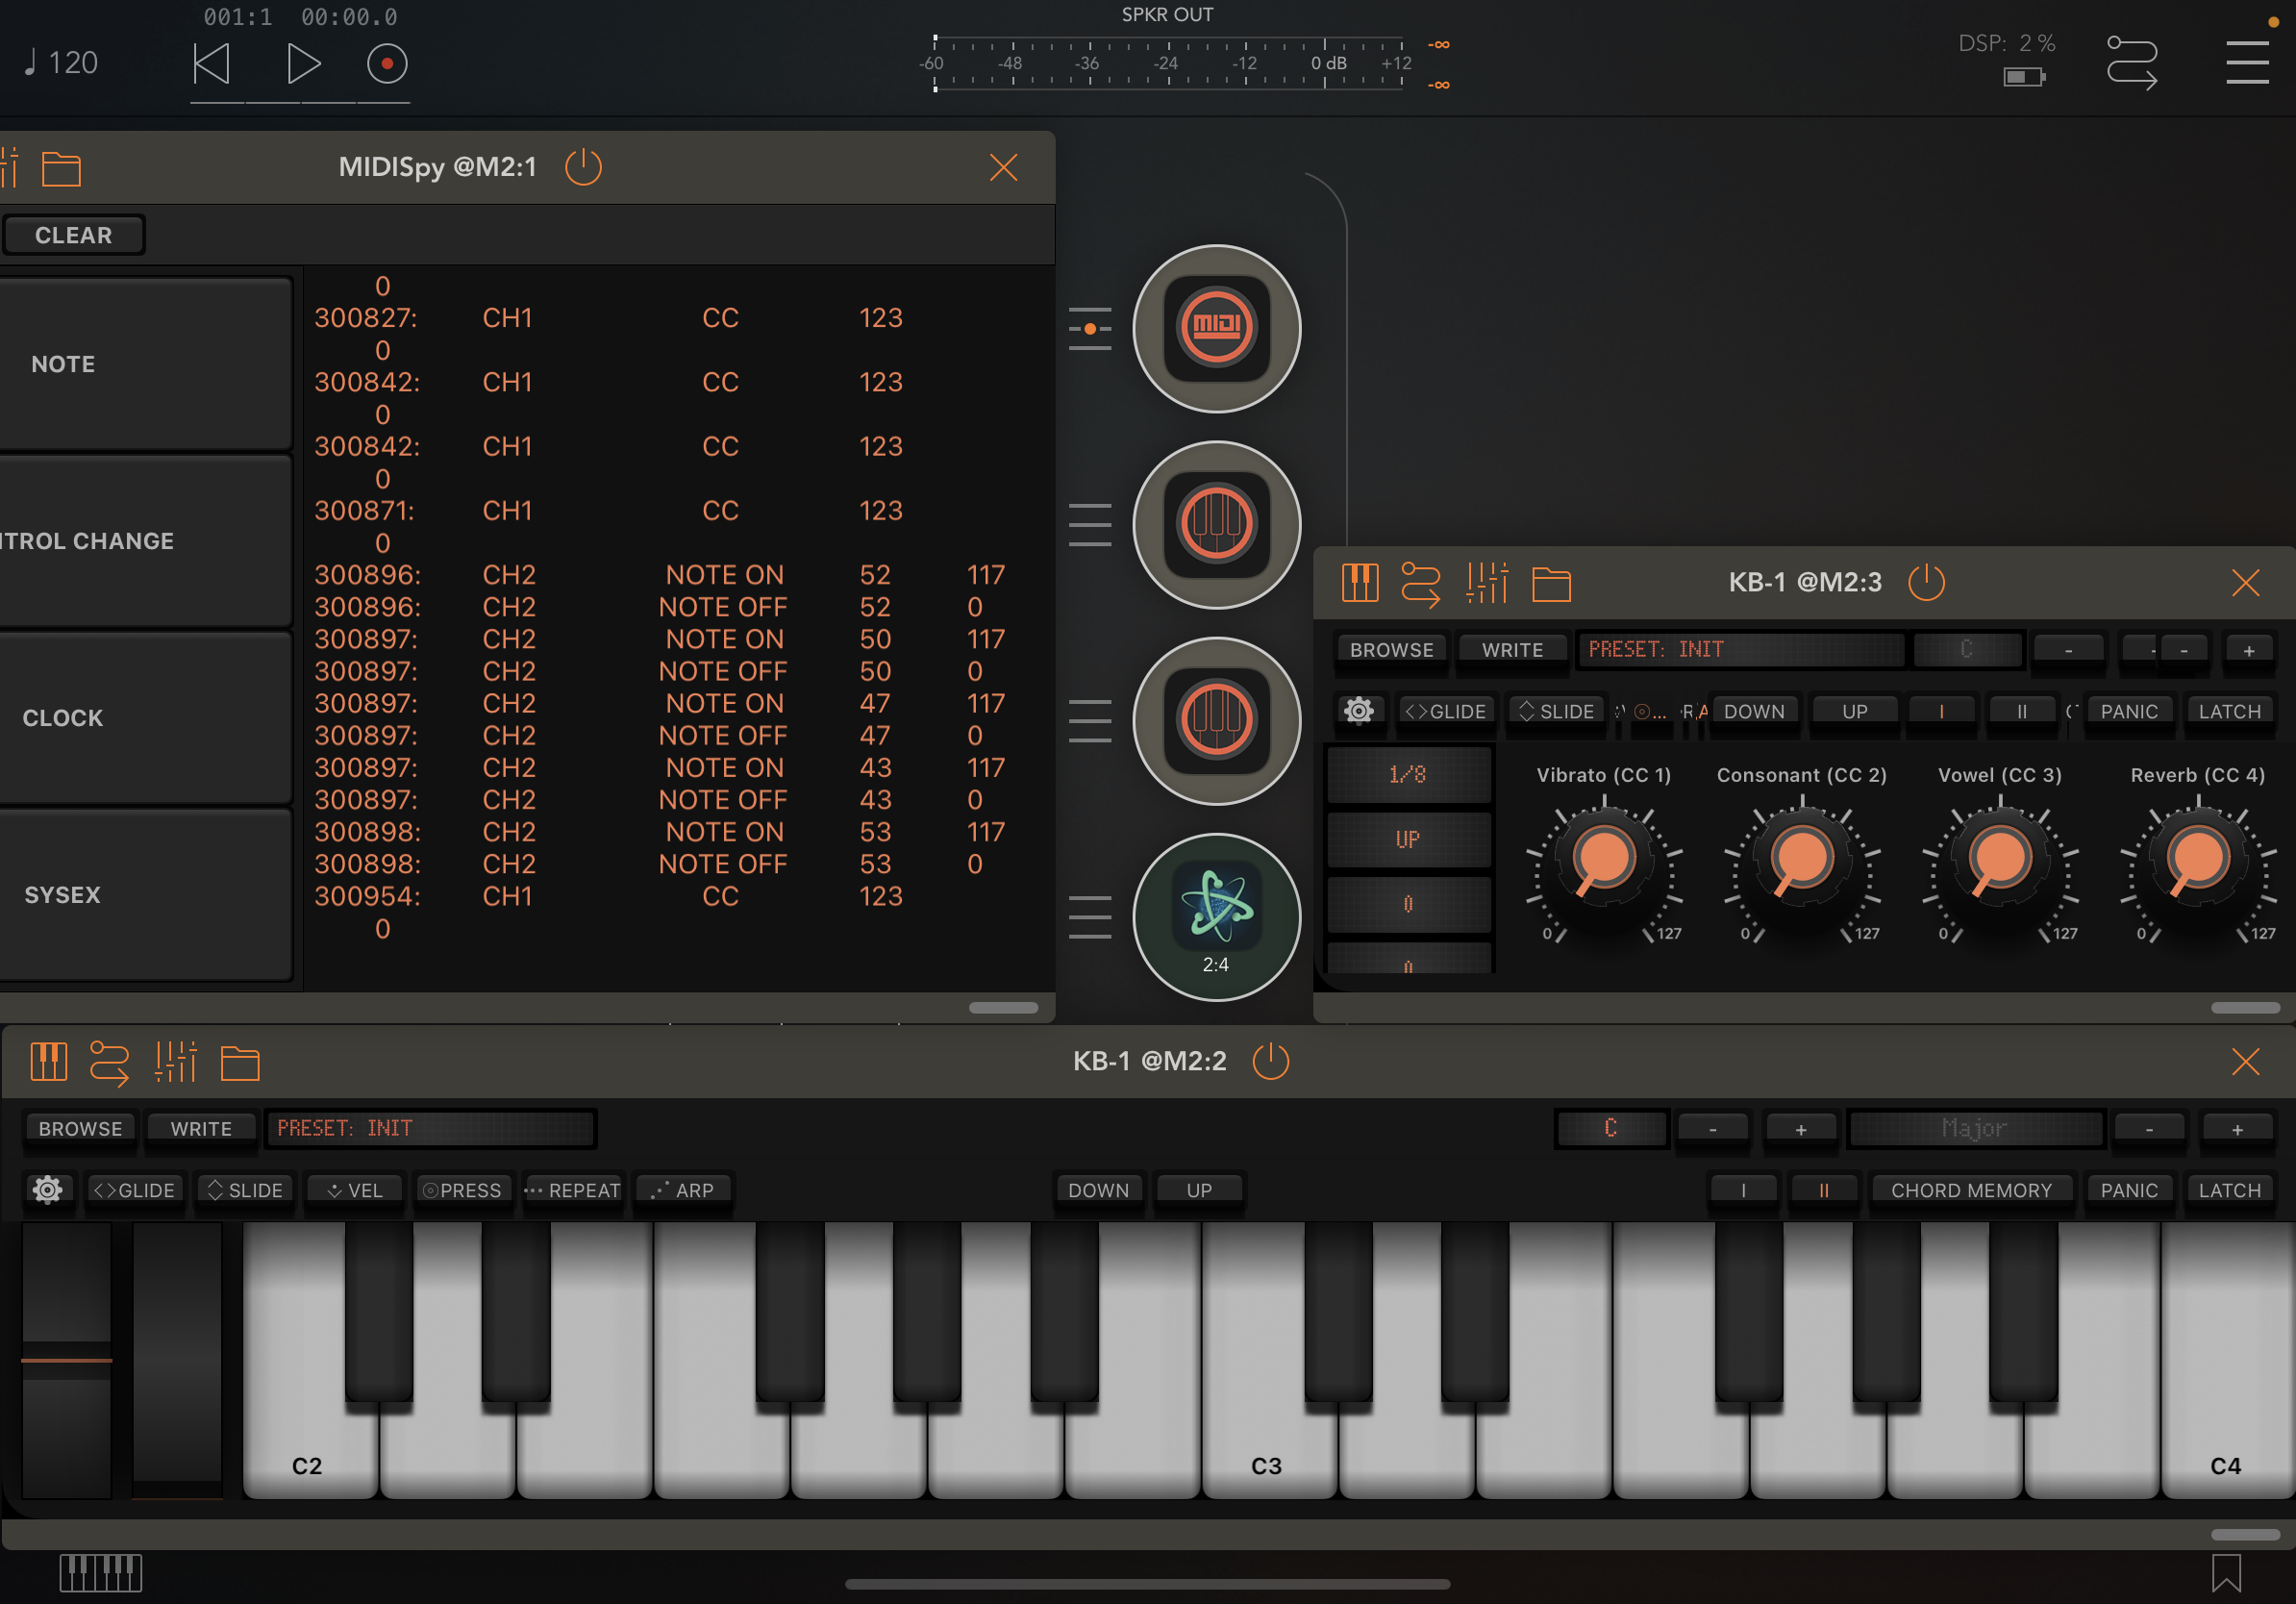 001:1 00:00.0
120
SPKR OUT
-60 -48 -36 -24 -12 0 dB +12
-∞
-∞
DSP: 2 %
MIDISpy @M2:1
CLEAR
NOTE
NTROL CHANGE
CLOCK
SYSEX
0
300827: CH1 CC 123
0
300842: CH1 CC 123
0
300842: CH1 CC 123
0
300871: CH1 CC 123
0
300896: CH2 NOTE ON 52 117
300896: CH2 NOTE OFF 52 0
300897: CH2 NOTE ON 50 117
300897: CH2 NOTE OFF 50 0
300897: CH2 NOTE ON 47 117
300897: CH2 NOTE OFF 47 0
300897: CH2 NOTE ON 43 117
300897: CH2 NOTE OFF 43 0
300898: CH2 NOTE ON 53 117
300898: CH2 NOTE OFF 53 0
300954: CH1 CC 123
0
MIDI
2:4
KB-1 @M2:3
BROWSE WRITE PRESET: INIT C - - - +
GLIDE SLIDE ... DOWN UP I II PANIC LATCH
1/8
UP
0
0
Vibrato (CC 1) Consonant (CC 2) Vowel (CC 3) Reverb (CC 4)
0 127 0 127 0 127 0 127
KB-1 @M2:2
BROWSE WRITE PRESET: INIT C - + Major - +
GLIDE SLIDE VEL PRESS REPEAT ARP DOWN UP I II CHORD MEMORY PANIC LATCH
C2 C3 C4